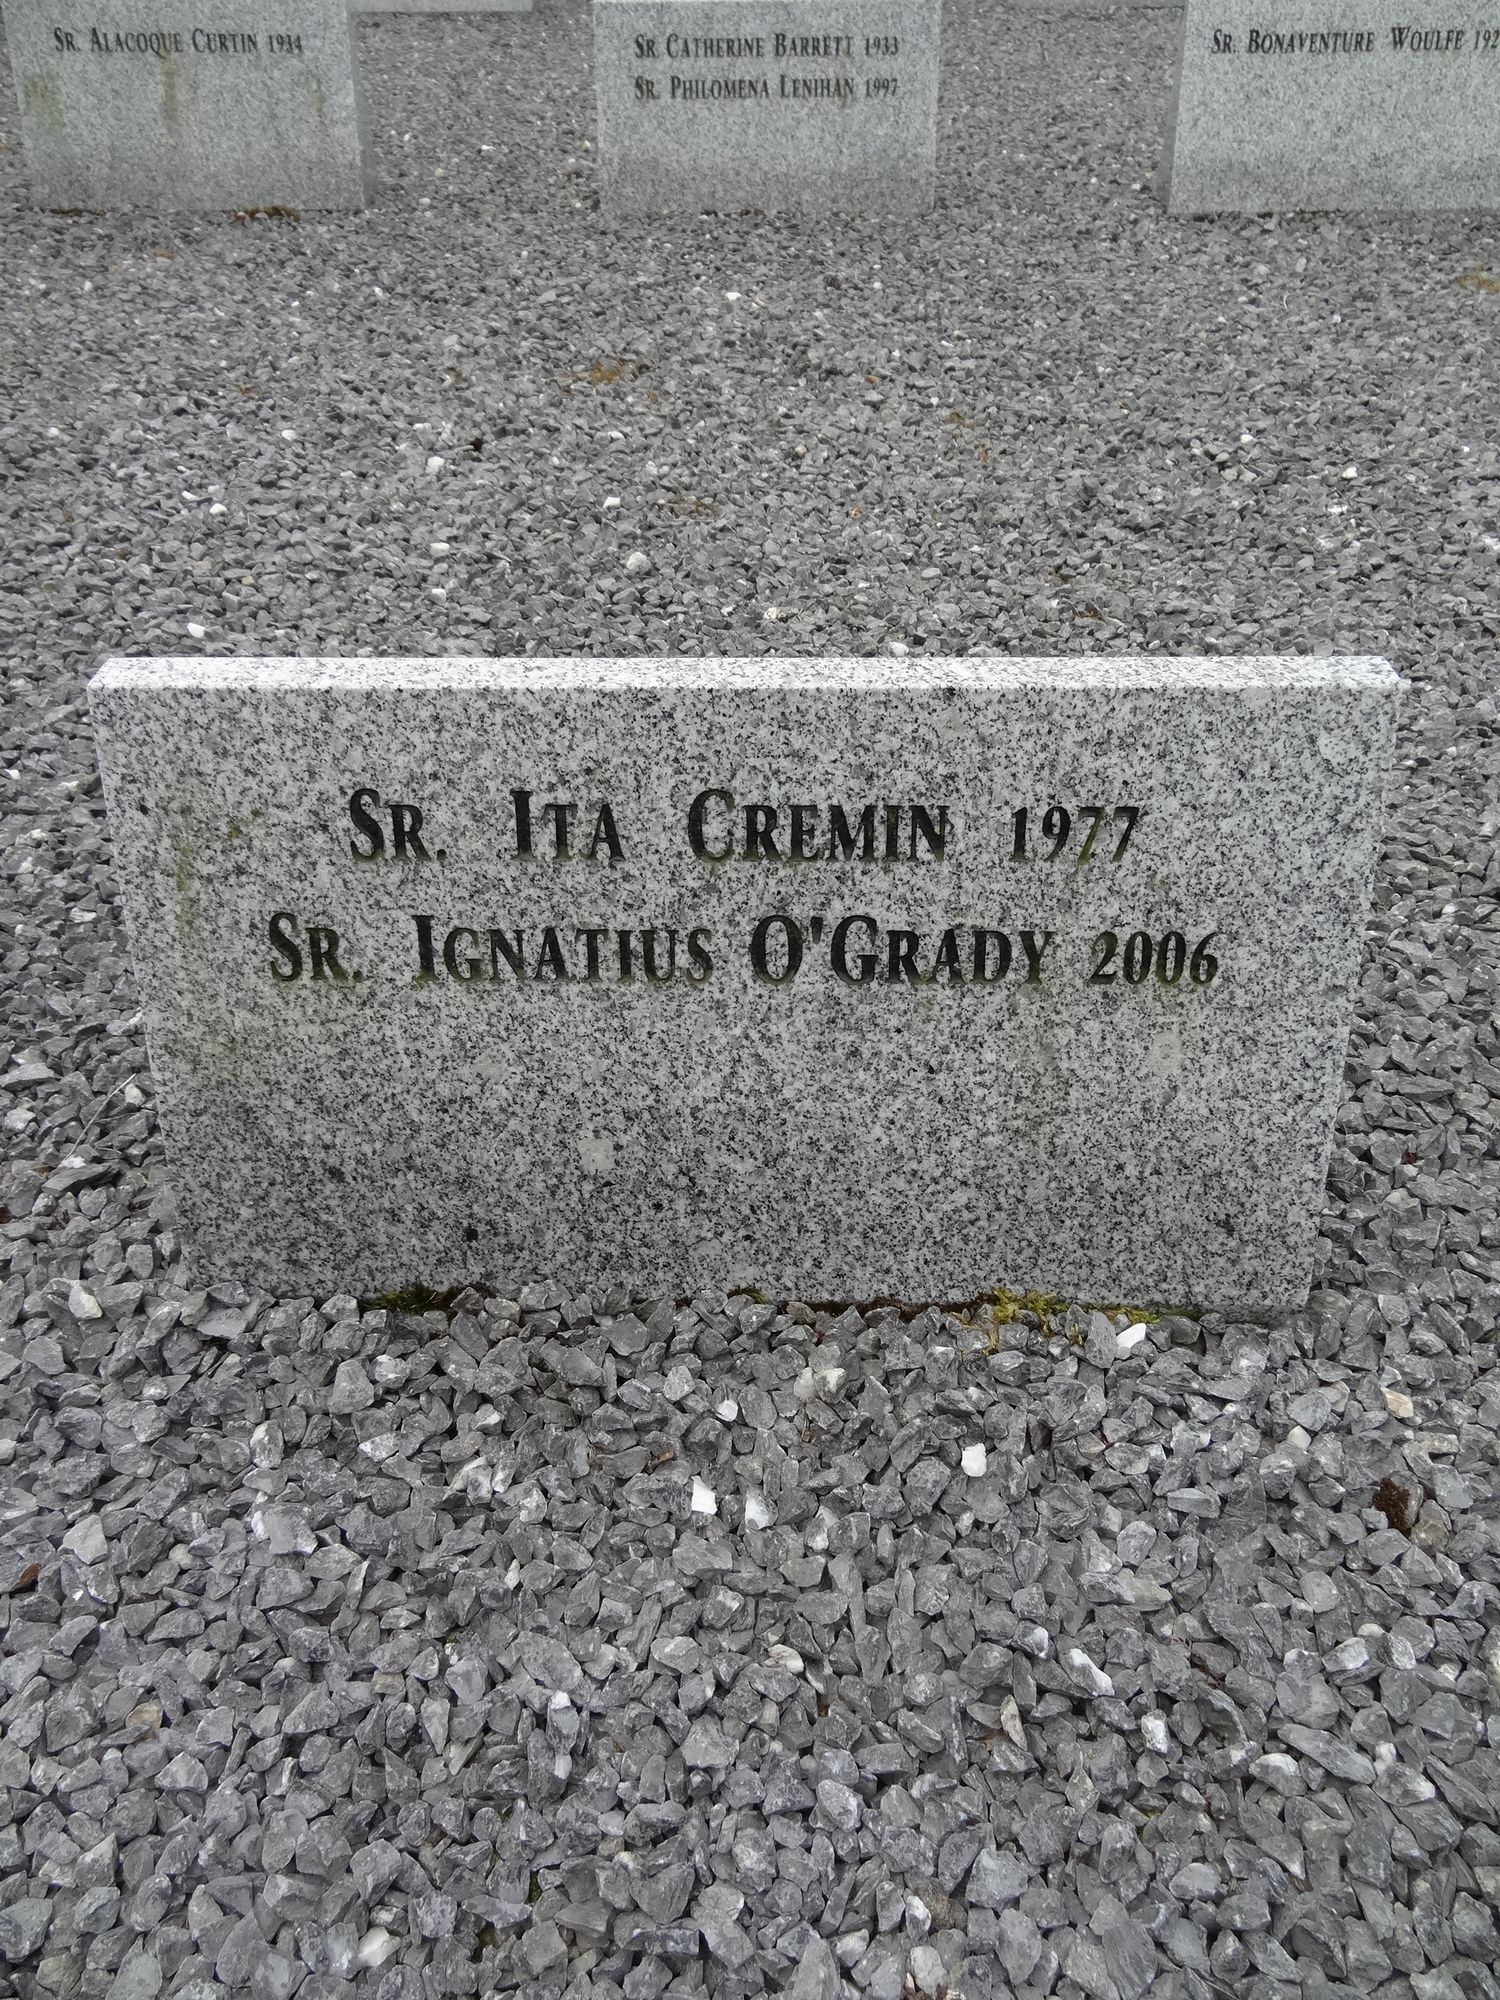 Sr. Alacoque Curtin 1934
Sr. Catherine Barrett 1933
Sr. Philomena Lenihan 1997
Sr. Bonaventure Woulfe
Sr. Ita Cremin 1977
Sr. Ignatius O'Grady 2006